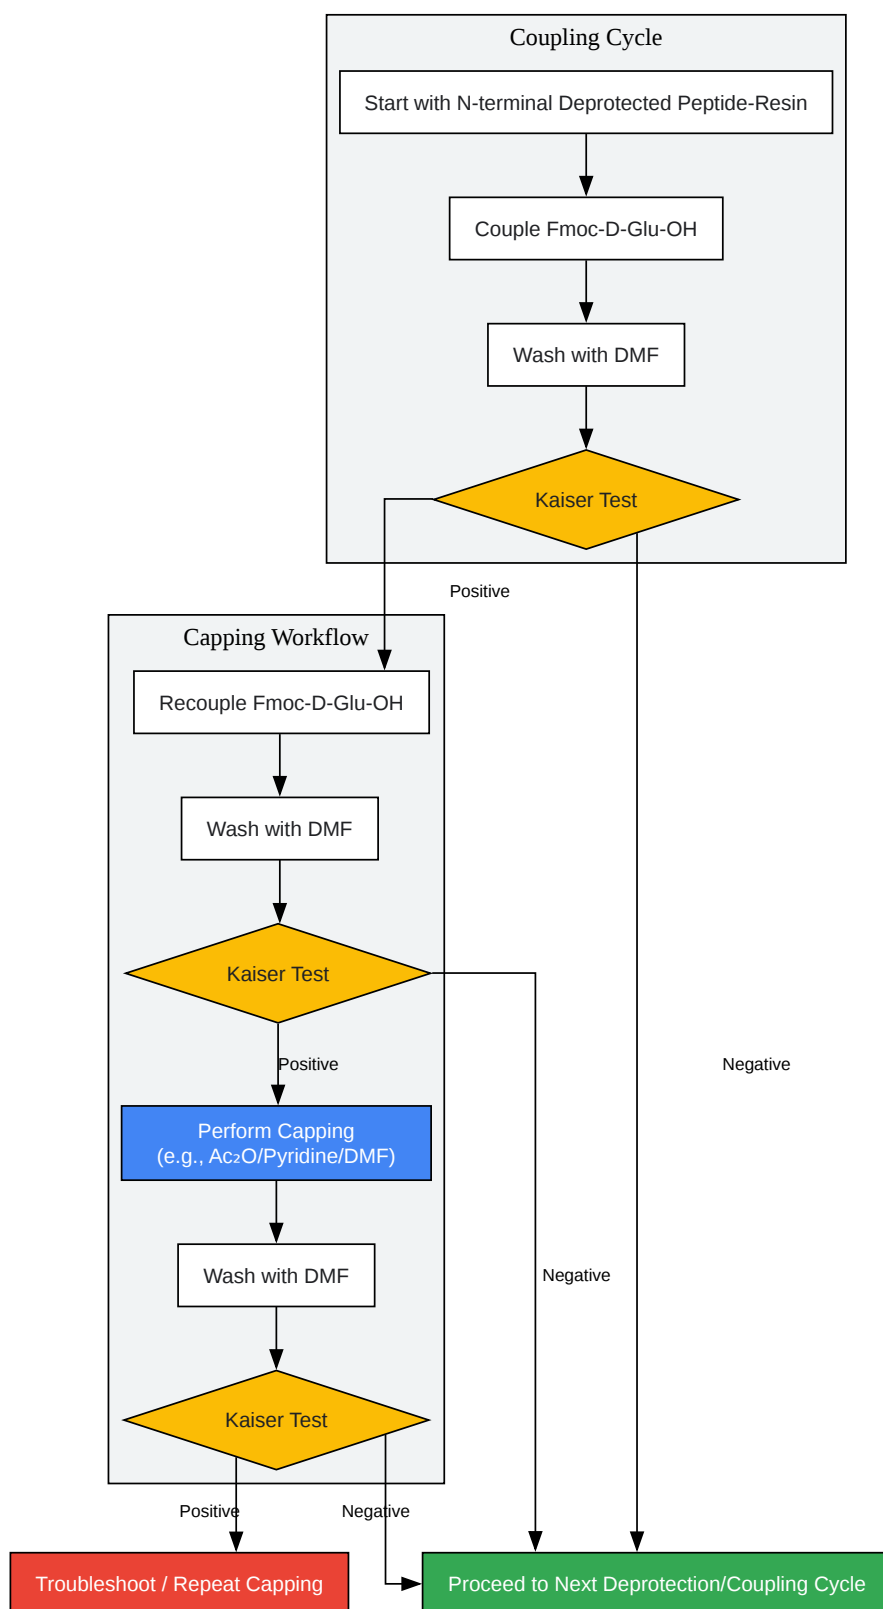 Coupling Cycle
Start with N-terminal Deprotected Peptide-Resin
Couple Fmoc-D-Glu-OH
Wash with DMF
Kaiser Test
Positive
Capping Workflow
Recouple Fmoc-D-Glu-OH
Wash with DMF
Kaiser Test
Positive
Negative
Perform Capping
(e.g., Ac₂O/Pyridine/DMF)
Wash with DMF
Negative
Kaiser Test
Positive
Negative
Troubleshoot / Repeat Capping
Proceed to Next Deprotection/Coupling Cycle